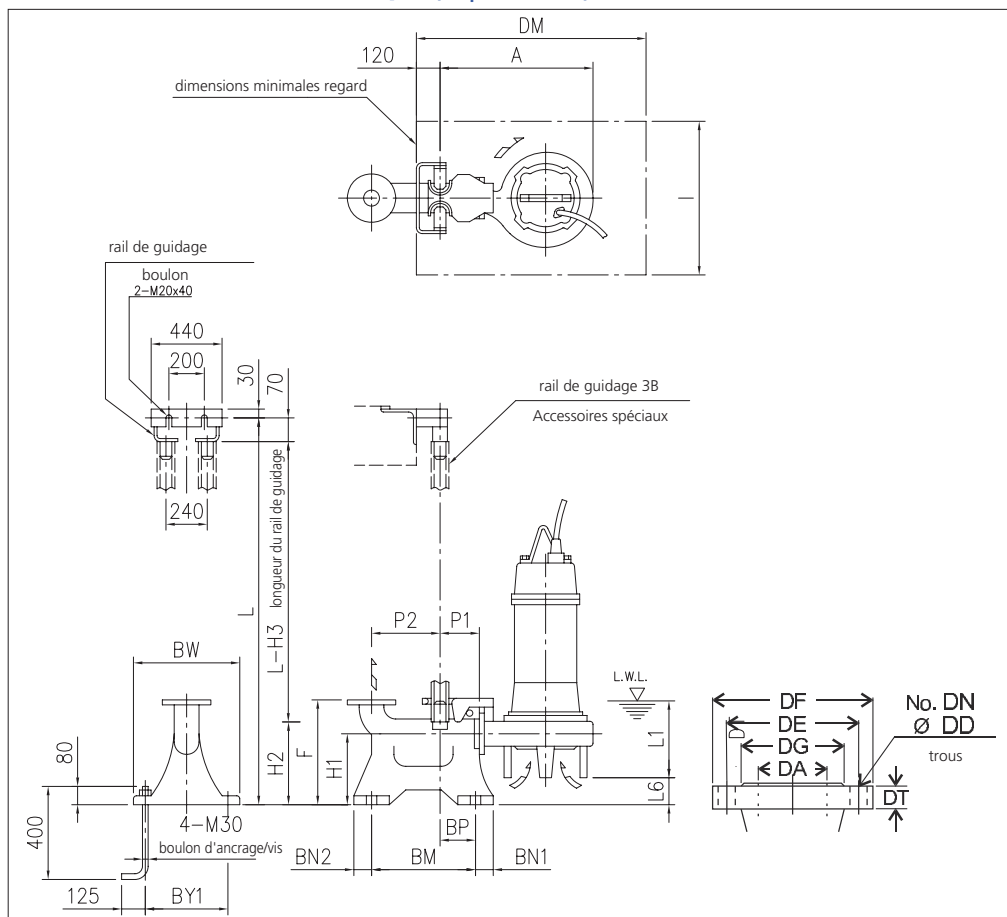 DM
120
A
dimensions minimales regard
I
rail de guidage
boulon
2-M20x40
440
200
30
70
rail de guidage 3B
Accessoires spéciaux
240
longueur du rail de guidage
L-H3
L
P2
P1
BW
L.W.L.
DF
No. DN
DE
Ø DD
DG
trous
DA
DT
80
H2
F
H1
L1
L6
4-M30
boulon d'ancrage/vis
400
BP
BN2
BM
BN1
125
BY1